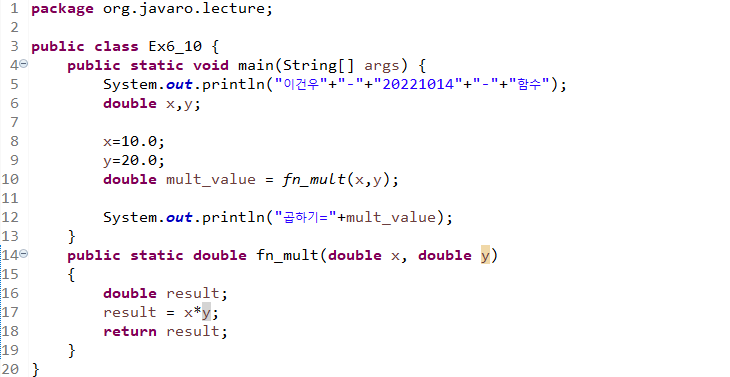 1 package org.javaro.lecture;
2
3 public class Ex6_10 {
4 public static void main(String[] args) {
5 System.out.println("이건우"+"-"+"20221014"+"-"+"함수");
6 double x,y;
7
8 x=10.0;
9 y=20.0;
10 double mult_value = fn_mult(x,y);
11
12 System.out.println("곱하기="+mult_value);
13 }
14 public static double fn_mult(double x, double y)
15 {
16 double result;
17 result = x*y;
18 return result;
19 }
20 }